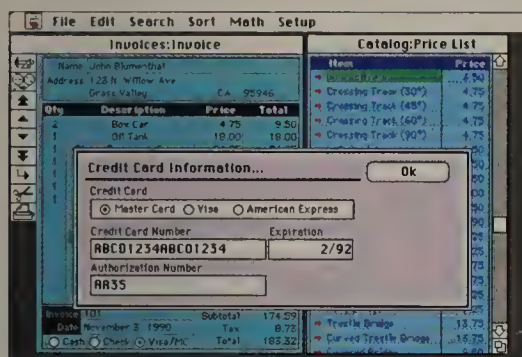 File Edit Search Sort Math Setup
Invoices:Invoice
Name John Blumenthal
Address 128 N. Willow Ave
Grass Valley CA 95946
Qty Description Price Total
2 Box Car 4.75 9.50
1 Oil Tank 18.00 18.00
Catalog:Price List
Item Price
4.50
Crossing Track (30°) 4.75
Crossing Track (45°) 4.75
Crossing Track (60°) 4.75
Crossing Track (90°) 4.75
Credit Card Information...
Ok
Credit Card
Master Card Visa American Express
Credit Card Number Expiration
ABCD1234ABCD1234 2/92
Authorization Number
AA35
Invoice 101 Subtotal 174.59
Date November 3, 1990 Tax 8.73
Cash Check Visa/MC Total 183.32
Trestle Bridge 13.75
Curved Trestle Bridge 16.75